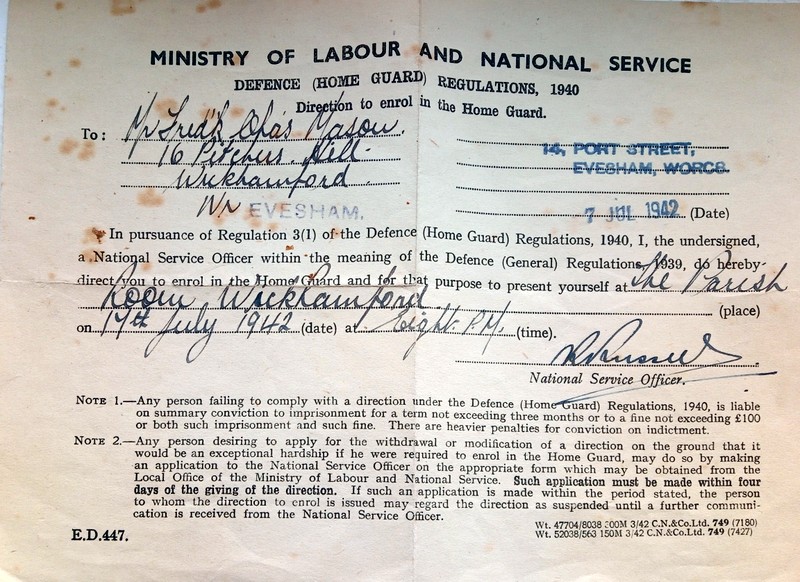 MINISTRY OF LABOUR AND NATIONAL SERVICE
DEFENCE (HOME GUARD) REGULATIONS, 1940
Direction to enrol in the Home Guard.
To: Mr Fred'k Chas Mason.
16 Pitchers Hill
Wickhamford
Nr EVESHAM.
14, PORT STREET,
EVESHAM, WORCS.
7 JUL 1942 (Date)
In pursuance of Regulation 3(1) of the Defence (Home Guard) Regulations, 1940, I, the undersigned,
a National Service Officer within the meaning of the Defence (General) Regulations, 1939, do hereby
direct you to enrol in the Home Guard and for that purpose to present yourself at The Parish
Room Wickhamford (place)
on 17th July 1942 (date) at Eight P.M. (time).
R Russell
National Service Officer.
NOTE 1.—Any person failing to comply with a direction under the Defence (Home Guard) Regulations, 1940, is liable
on summary conviction to imprisonment for a term not exceeding three months or to a fine not exceeding £100
or both such imprisonment and such fine. There are heavier penalties for conviction on indictment.
NOTE 2.—Any person desiring to apply for the withdrawal or modification of a direction on the ground that it
would be an exceptional hardship if he were required to enrol in the Home Guard, may do so by making
an application to the National Service Officer on the appropriate form which may be obtained from the
Local Office of the Ministry of Labour and National Service. Such application must be made within four
days of the giving of the direction. If such an application is made within the period stated, the person
to whom the direction to enrol is issued may regard the direction as suspended until a further communi-
cation is received from the National Service Officer.
E.D.447.
Wt. 47704/8038 300M 3/42 C.N.&Co.Ltd. 749 (7180)
Wt. 52038/563 150M 3/42 C.N.&Co.Ltd. 749 (7427)